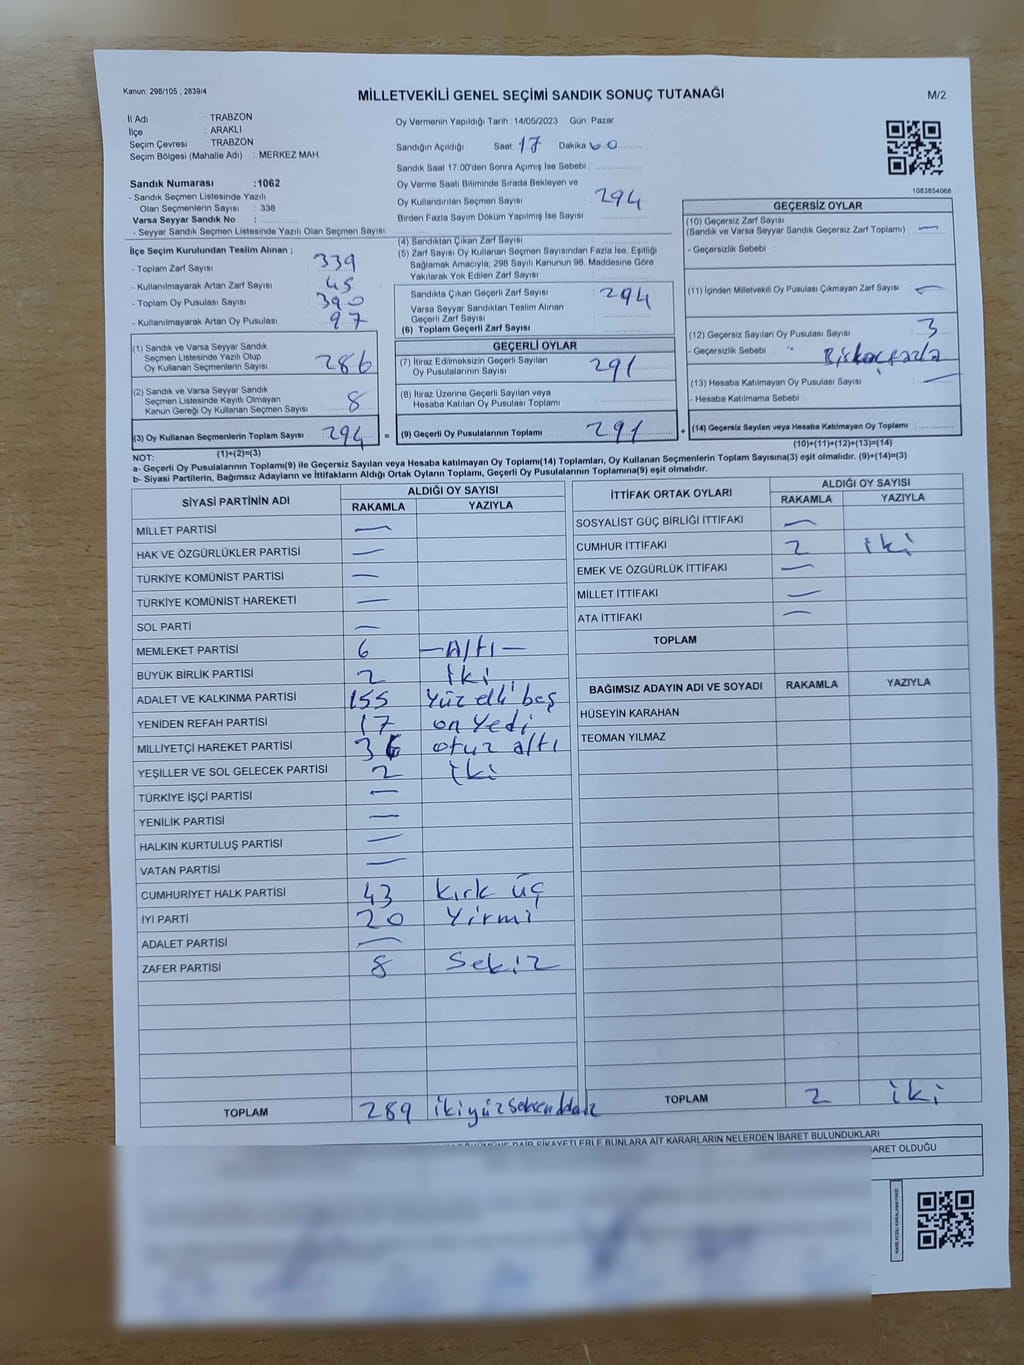 Kanun: 298/105 , 2839/4
MİLLETVEKİLİ GENEL SEÇİMİ SANDIK SONUÇ TUTANAĞI
M/2
İl Adı : TRABZON
İlçe : ARAKLI
Seçim Çevresi : TRABZON
Seçim Bölgesi (Mahalle Adı) : MERKEZ MAH.
Sandık Numarası :1062
- Sandık Seçmen Listesinde Yazılı
Olan Seçmenlerin Sayısı : 338
Varsa Seyyar Sandık No :
- Seyyar Sandık Seçmen Listesinde Yazılı Olan Seçmen Sayısı:
Oy Vermenin Yapıldığı Tarih :14/05/2023 Gün: Pazar
Sandığın Açıldığı Saat: 17 Dakika
Sandık Saat 17:00'den Sonra Açımış İse Sebebi :
Oy Verme Saati Bitiminde Sırada Bekleyen ve
Oy Kullandırılan Seçmen Sayısı 294
Birden Fazla Sayım Döküm Yapılmış İse Sayısı :
1083654068
İlçe Seçim Kurulundan Teslim Alınan ;
- Toplam Zarf Sayısı : 339
- Kullanılmayarak Artan Zarf Sayısı : 45
- Toplam Oy Pusulası Sayısı : 390
- Kullanılmayarak Artan Oy Pusulası : 97
(1) Sandık ve Varsa Seyyar Sandık
Seçmen Listesinde Yazılı Olup
Oy Kullanan Seçmenlerin Sayısı 286
(2) Sandık ve Varsa Seyyar Sandık
Seçmen Listesinde Kayıtlı Olmayan
Kanun Gereği Oy Kullanan Seçmen Sayısı 8
(3) Oy Kullanan Seçmenlerin Toplam Sayısı 294
(1)+(2)=(3)
(4) Sandıktan Çıkan Zarf Sayısı :
(5) Zarf Sayısı Oy Kullanan Seçmen Sayısından Fazla İse, Eşitliği
Sağlamak Amacıyla; 298 Sayılı Kanunun 98. Maddesine Göre
Yakılarak Yok Edilen Zarf Sayısı :
Sandıkta Çıkan Geçerli Zarf Sayısı : 294
Varsa Seyyar Sandıktan Teslim Alınan
Geçerli Zarf Sayısı :
(6) Toplam Geçerli Zarf Sayısı :
GEÇERLİ OYLAR
(7) İtiraz Edilmeksizin Geçerli Sayılan
Oy Pusulalarının Sayısı 291
(8) İtiraz Üzerine Geçerli Sayılan veya
Hesaba Katılan Oy Pusulası Toplamı
= (9) Geçerli Oy Pusulalarının Toplamı 291
GEÇERSİZ OYLAR
(10) Geçersiz Zarf Sayısı
(Sandık ve Varsa Seyyar Sandık Geçersiz Zarf Toplamı) : —
- Geçersizlik Sebebi :
(11) İçinden Milletvekili Oy Pusulası Çıkmayan Zarf Sayısı : —
(12) Geçersiz Sayılan Oy Pusulası Sayısı : 3
- Geçersizlik Sebebi : Birkaç fazla
(13) Hesaba Katılmayan Oy Pusulası Sayısı : —
- Hesaba Katılmama Sebebi :
+ (14) Geçersiz Sayılan veya Hesaba Katılmayan Oy Toplamı :
(10)+(11)+(12)+(13)=(14)
NOT:
a- Geçerli Oy Pusulalarının Toplamı(9) ile Geçersiz Sayılan veya Hesaba katılmayan Oy Toplamı(14) Toplamları, Oy Kullanan Seçmenlerin Toplam Sayısına(3) eşit olmalıdır. (9)+(14)=(3)
b- Siyasi Partilerin, Bağımsız Adayların ve İttifakların Aldığı Ortak Oyların Toplamı, Geçerli Oy Pusulalarının Toplamına(9) eşit olmalıdır.
SİYASİ PARTİNİN ADI ALDIĞI OY SAYISI
RAKAMLA YAZIYLA
MİLLET PARTİSİ —
HAK VE ÖZGÜRLÜKLER PARTİSİ —
TÜRKİYE KOMÜNİST PARTİSİ —
TÜRKİYE KOMÜNİST HAREKETİ —
SOL PARTİ —
MEMLEKET PARTİSİ 6 —Altı—
BÜYÜK BİRLİK PARTİSİ 2 iki
ADALET VE KALKINMA PARTİSİ 155 Yüz elli beş
YENİDEN REFAH PARTİSİ 17 on yedi
MİLLİYETÇİ HAREKET PARTİSİ 36 otuz altı
YEŞİLLER VE SOL GELECEK PARTİSİ 2 iki
TÜRKİYE İŞÇİ PARTİSİ —
YENİLİK PARTİSİ —
HALKIN KURTULUŞ PARTİSİ —
VATAN PARTİSİ —
CUMHURİYET HALK PARTİSİ 43 kırk üç
İYİ PARTİ 20 Yirmi
ADALET PARTİSİ —
ZAFER PARTİSİ 8 Sekiz
TOPLAM 289
İTTİFAK ORTAK OYLARI ALDIĞI OY SAYISI
RAKAMLA YAZIYLA
SOSYALİST GÜÇ BİRLİĞİ İTTİFAKI —
CUMHUR İTTİFAKI 2 iki
EMEK VE ÖZGÜRLÜK İTTİFAKI —
MİLLET İTTİFAKI —
ATA İTTİFAKI —
TOPLAM
BAĞIMSIZ ADAYIN ADI VE SOYADI RAKAMLA YAZIYLA
HÜSEYİN KARAHAN
TEOMAN YILMAZ
TOPLAM 2 iki
ŞİKAYETLERLE BUNLARA AİT KARARLARIN NELERDEN İBARET BULUNDUKLARI
OLDUĞU